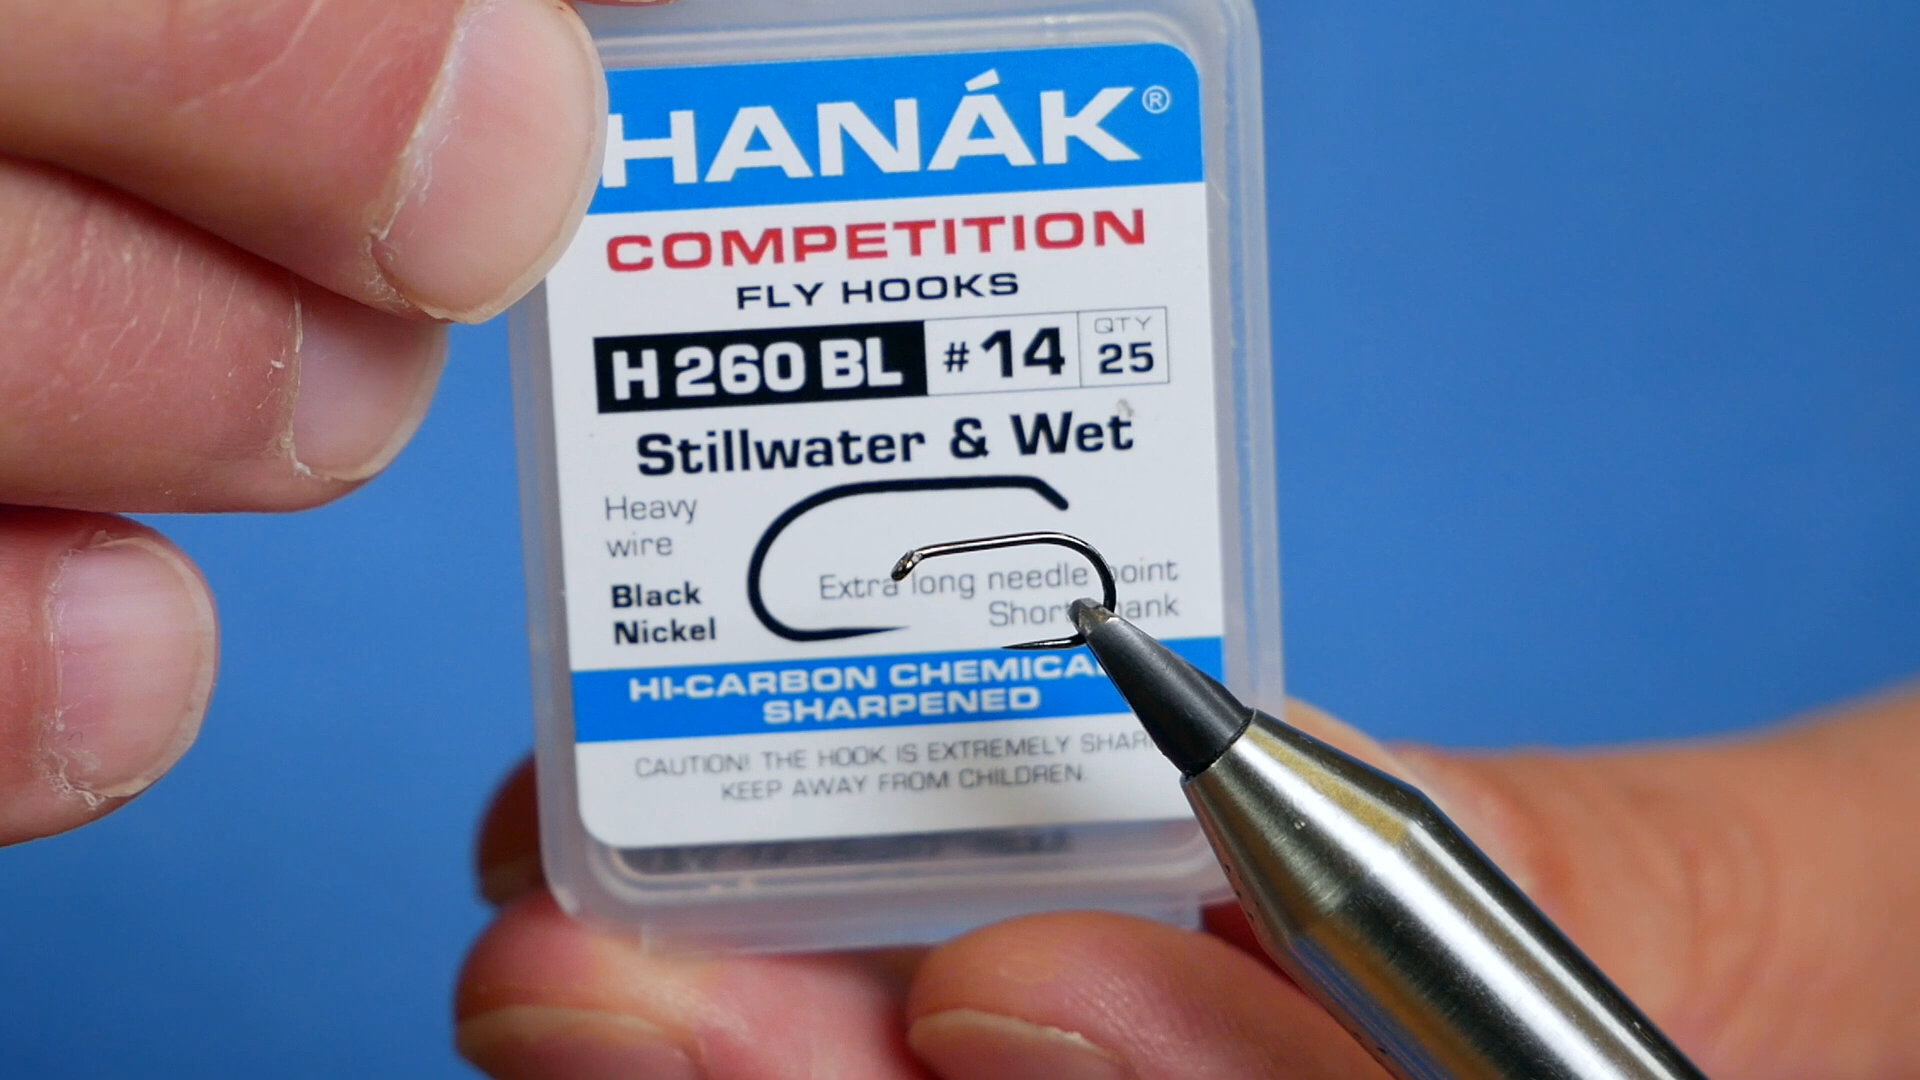 HANÁK®
COMPETITION
FLY HOOKS
H 260 BL #14 QTY 25
Stillwater & Wet
Heavy
wire
Black
Nickel
Extra long needle point
Short
HI-CARBON CHEMICAL
SHARPENED
CAUTION! THE HOOK IS EXTREMELY SHARP
KEEP AWAY FROM CHILDREN.